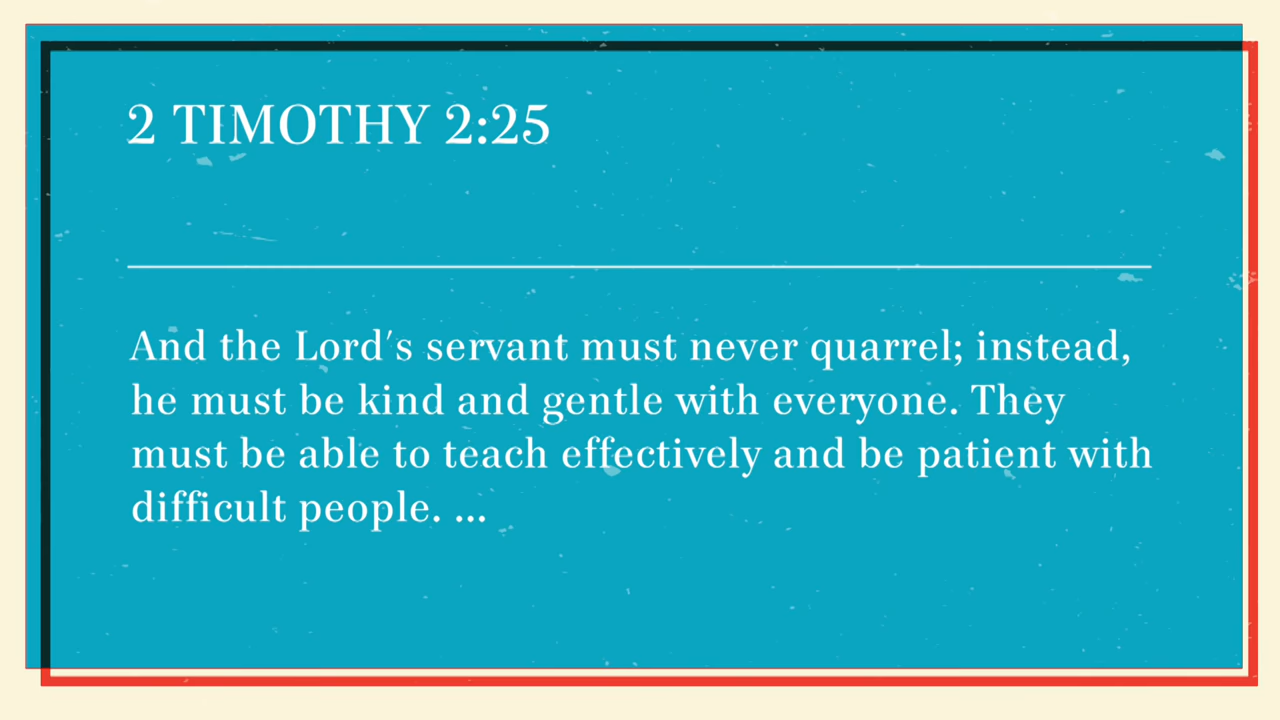 2 TIMOTHY 2:25
And the Lord's servant must never quarrel; instead,
he must be kind and gentle with everyone. They
must be able to teach effectively and be patient with
difficult people. ...